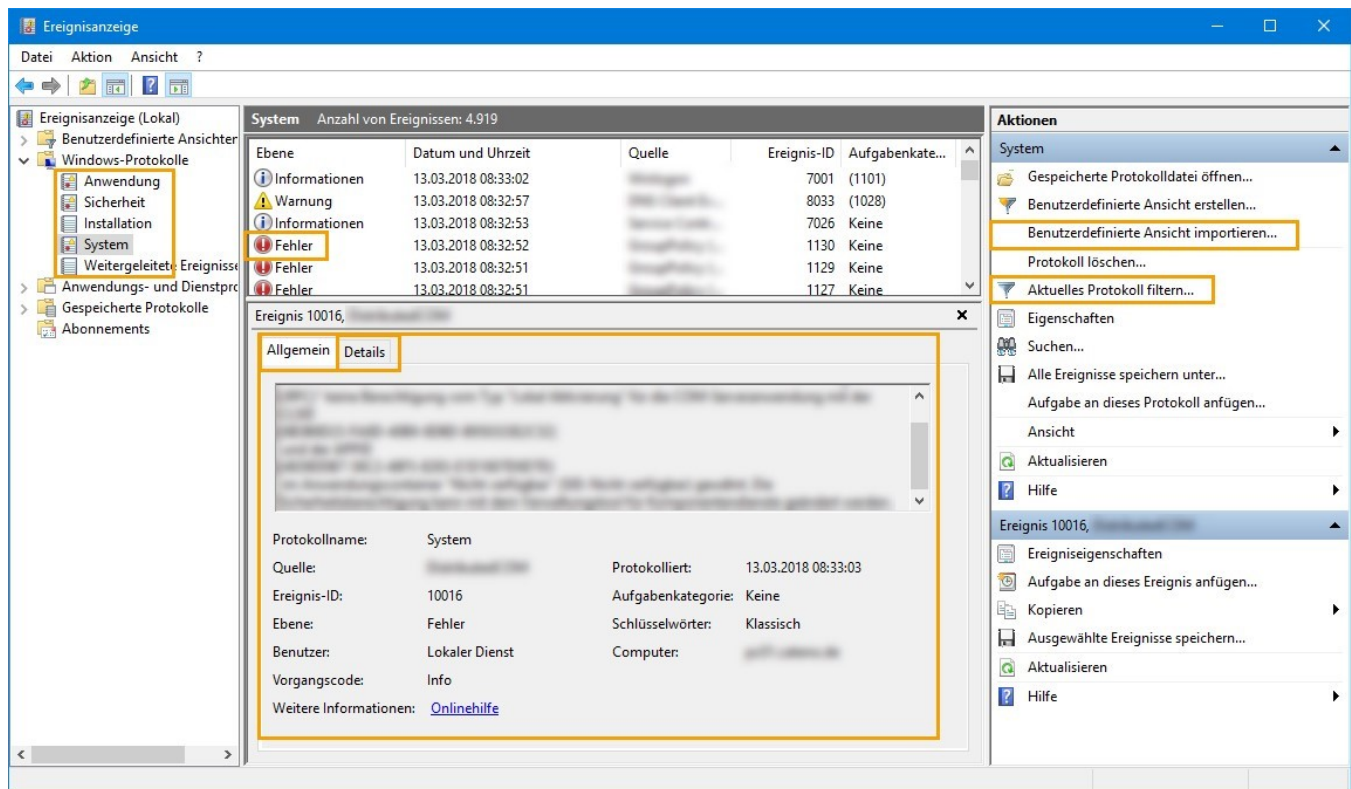 Ereignisanzeige
Datei Aktion Ansicht ?
Ereignisanzeige (Lokal)
Benutzerdefinierte Ansichten
Windows-Protokolle
Anwendung
Sicherheit
Installation
System
Weitergeleitete Ereignisse
Anwendungs- und Dienstpro
Gespeicherte Protokolle
Abonnements
System Anzahl von Ereignissen: 4.919
Ebene Datum und Uhrzeit Quelle Ereignis-ID Aufgabenkate...
Informationen 13.03.2018 08:33:02 7001 (1101)
Warnung 13.03.2018 08:32:57 8033 (1028)
Informationen 13.03.2018 08:32:53 7026 Keine
Fehler 13.03.2018 08:32:52 1130 Keine
Fehler 13.03.2018 08:32:51 1129 Keine
Fehler 13.03.2018 08:32:51 1127 Keine
Ereignis 10016,
Allgemein Details
Protokollname: System
Quelle: Protokolliert: 13.03.2018 08:33:03
Ereignis-ID: 10016 Aufgabenkategorie: Keine
Ebene: Fehler Schlüsselwörter: Klassisch
Benutzer: Lokaler Dienst Computer:
Vorgangscode: Info
Weitere Informationen: Onlinehilfe
Aktionen
System
Gespeicherte Protokolldatei öffnen...
Benutzerdefinierte Ansicht erstellen...
Benutzerdefinierte Ansicht importieren...
Protokoll löschen...
Aktuelles Protokoll filtern...
Eigenschaften
Suchen...
Alle Ereignisse speichern unter...
Aufgabe an dieses Protokoll anfügen...
Ansicht
Aktualisieren
Hilfe
Ereignis 10016,
Ereigniseigenschaften
Aufgabe an dieses Ereignis anfügen...
Kopieren
Ausgewählte Ereignisse speichern...
Aktualisieren
Hilfe